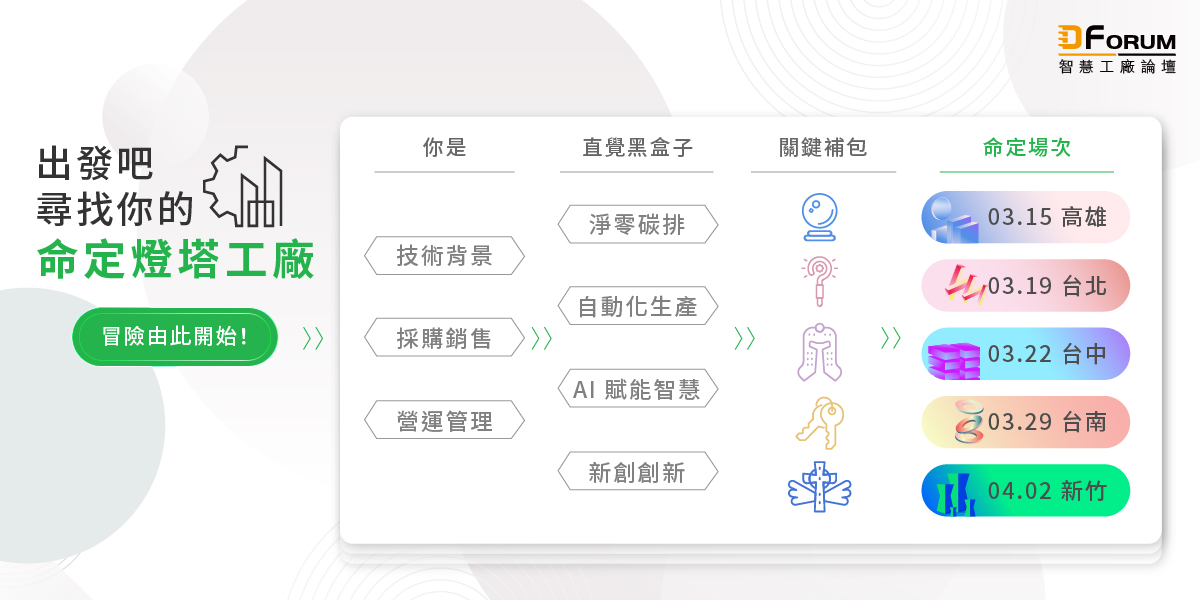 DFORUM
智慧工廠論壇
出發吧
尋找你的
命定燈塔工廠
冒險由此開始!
你是
技術背景
採購銷售
營運管理
直覺黑盒子
淨零碳排
自動化生產
AI 賦能智慧
新創創新
關鍵補包
命定場次
03.15 高雄
03.19 台北
03.22 台中
03.29 台南
04.02 新竹